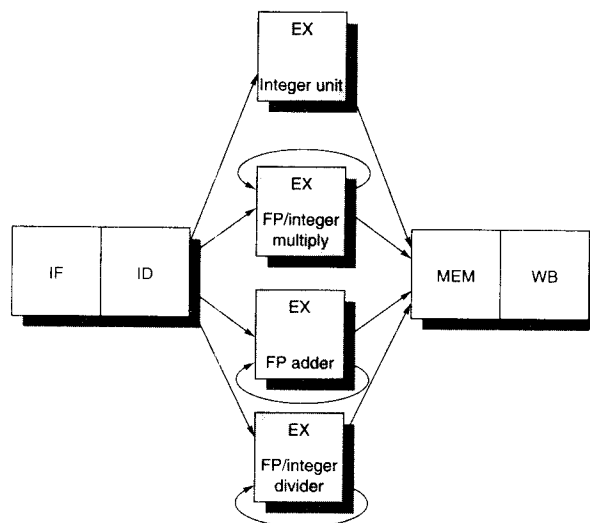 EX
Integer unit
EX
FP/integer
multiply
IF
ID
MEM
WB
EX
FP adder
EX
FP/integer
divider